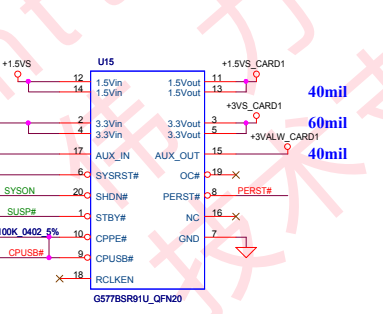 +1.5VS
U15
+1.5VS_CARD1
12 1.5Vin 1.5Vout 11
14 1.5Vin 1.5Vout 13
40mil
+3VS_CARD1
2 3.3Vin 3.3Vout 3
60mil
4 3.3Vin 3.3Vout 5
+3VALW_CARD1
17 AUX_IN AUX_OUT 15
40mil
6 SYSRST# OC# 19
SYSON 20 SHDN# PERST# 8 PERST#
SUSP# 1 STBY# NC 16
100K_0402_5% 10 CPPE# GND 7
CPUSB# 9 CPUSB#
18 RCLKEN
G577BSR91U_QFN20